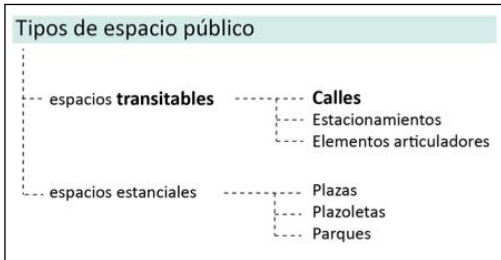 Tipos de espacio público
espacios transitables
Calles
Estacionamientos
Elementos articuladores
espacios estanciales
Plazas
Plazoletas
Parques